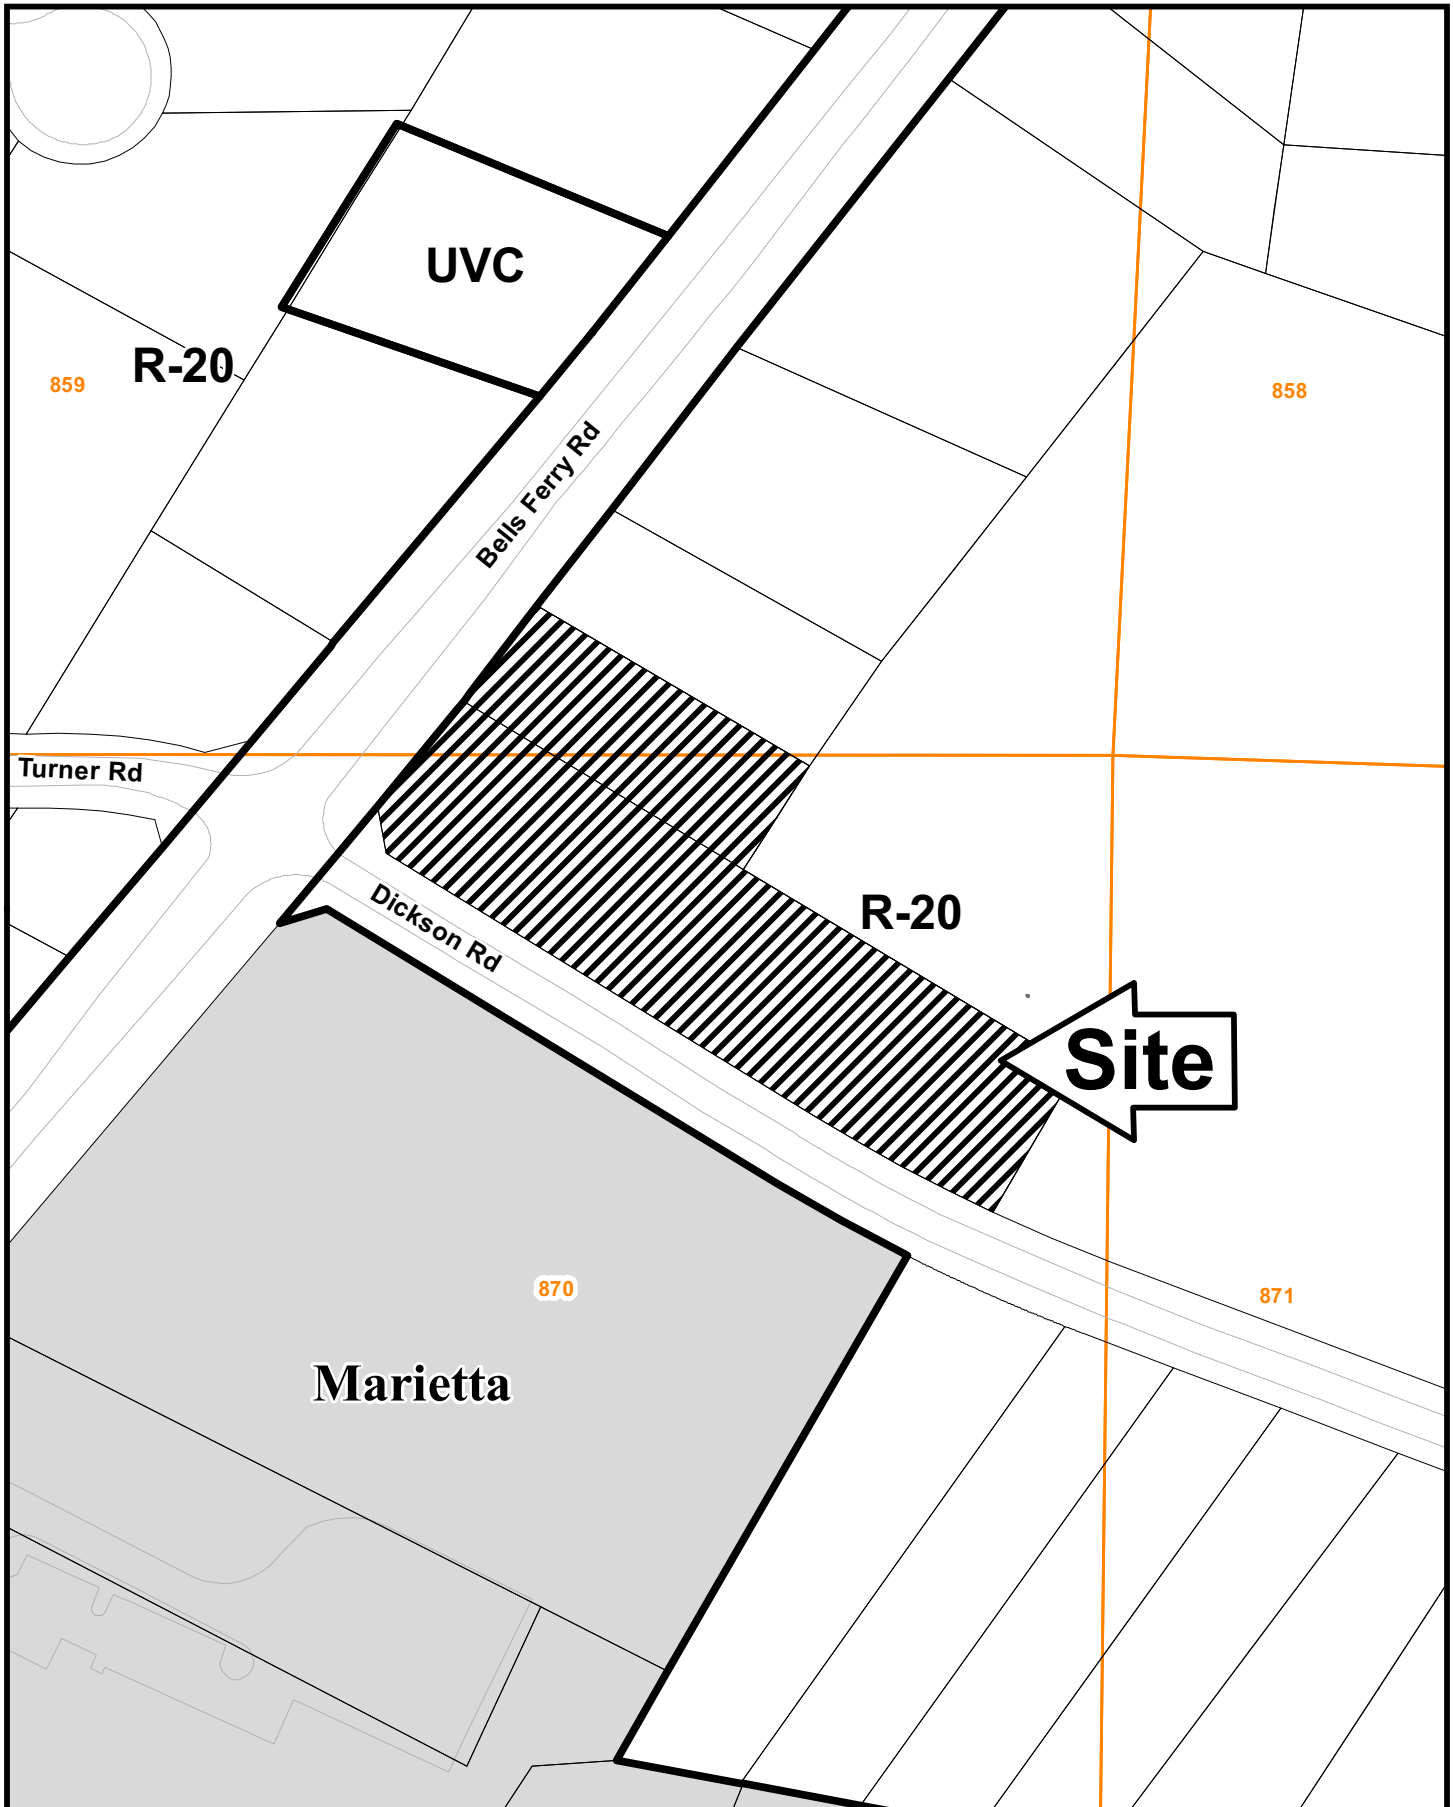 UVC
R-20
859
858
Bells Ferry Rd
Turner Rd
Dickson Rd
R-20
Site
870
871
Marietta